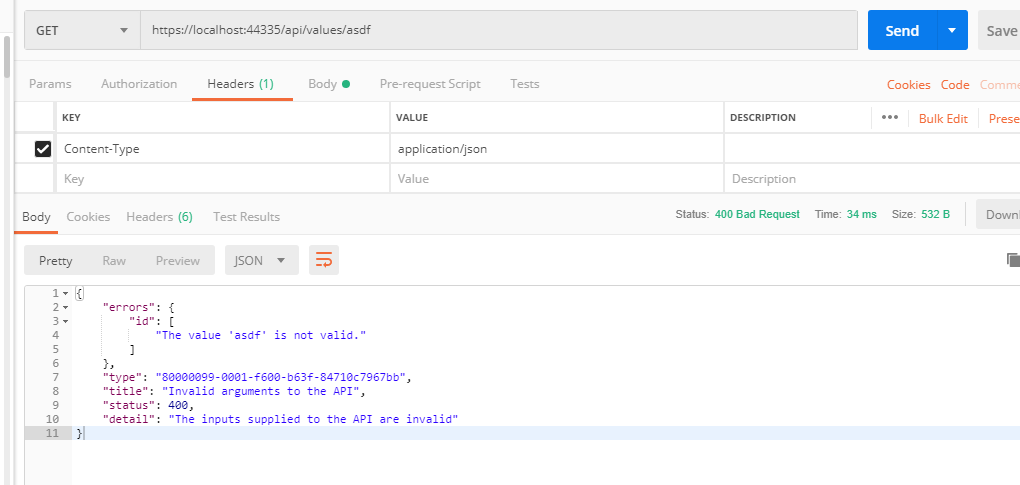 GET https://localhost:44335/api/values/asdf Send Save
Params Authorization Headers (1) Body Pre-request Script Tests Cookies Code Comme
KEY VALUE DESCRIPTION ••• Bulk Edit Prese
Content-Type application/json
Key Value Description
Body Cookies Headers (6) Test Results Status: 400 Bad Request Time: 34 ms Size: 532 B Downl
Pretty Raw Preview JSON
1 {
2 "errors": {
3 "id": [
4 "The value 'asdf' is not valid."
5 ]
6 },
7 "type": "80000099-0001-f600-b63f-84710c7967bb",
8 "title": "Invalid arguments to the API",
9 "status": 400,
10 "detail": "The inputs supplied to the API are invalid"
11 }